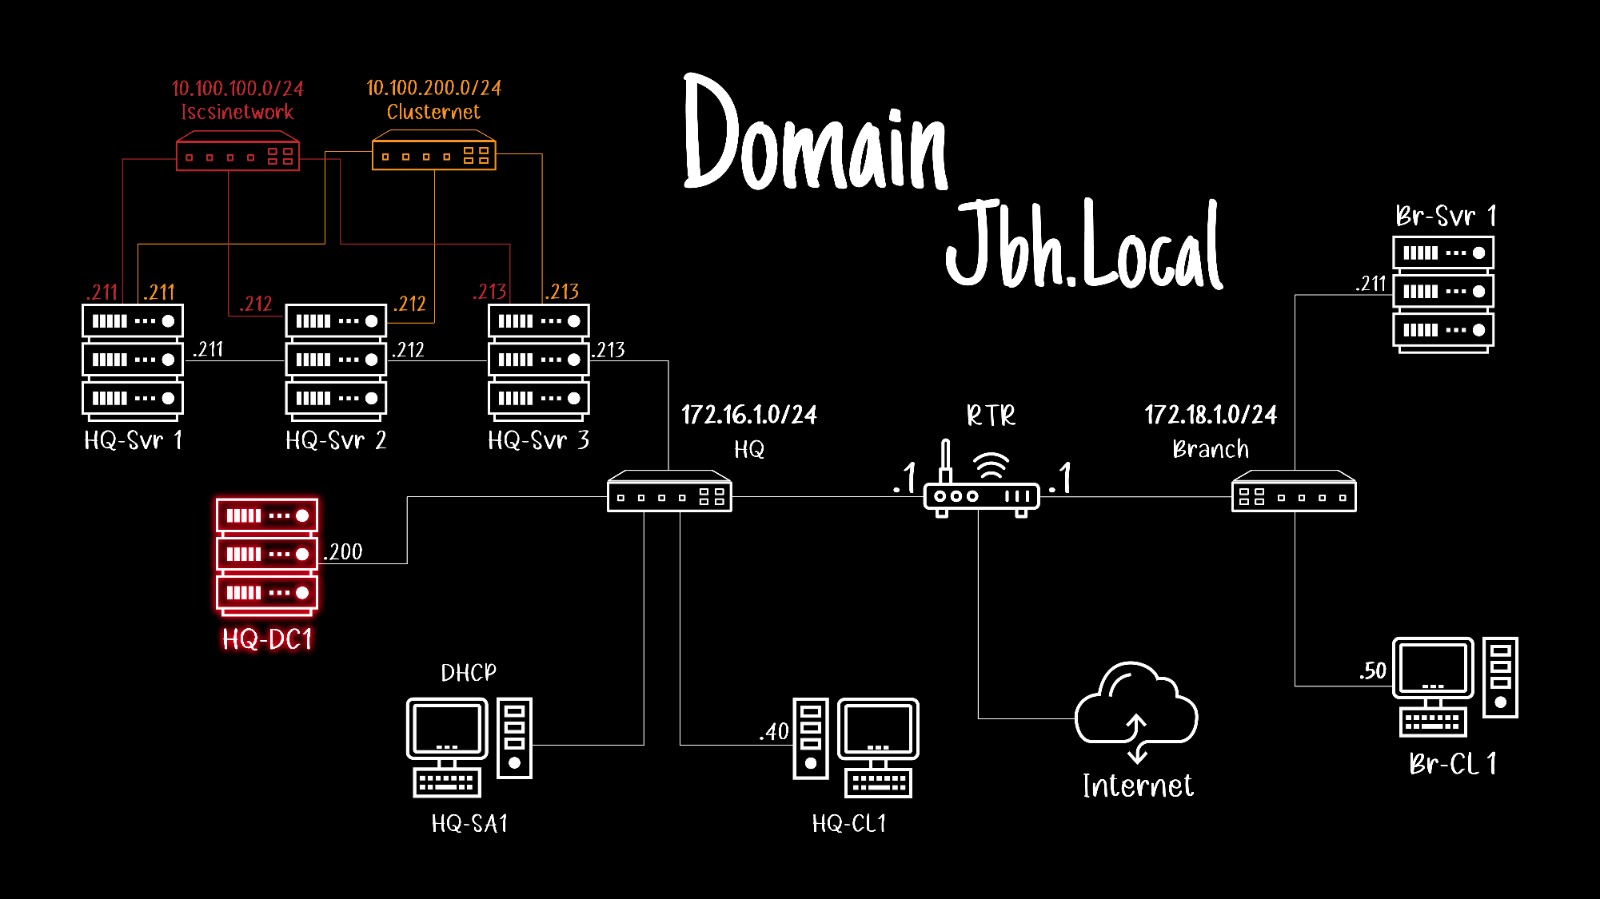 10.100.100.0/24
Iscsinetwork
10.100.200.0/24
Clusternet
Domain
Jbh.Local
Br-Svr 1
.211
.211
.211
.212
.212
.213
.213
.211
.212
.213
HQ-Svr 1
HQ-Svr 2
HQ-Svr 3
172.16.1.0/24
HQ
RTR
172.18.1.0/24
Branch
.1
.1
.200
HQ-DC1
DHCP
HQ-SA1
.40
HQ-CL1
Internet
.50
Br-CL 1